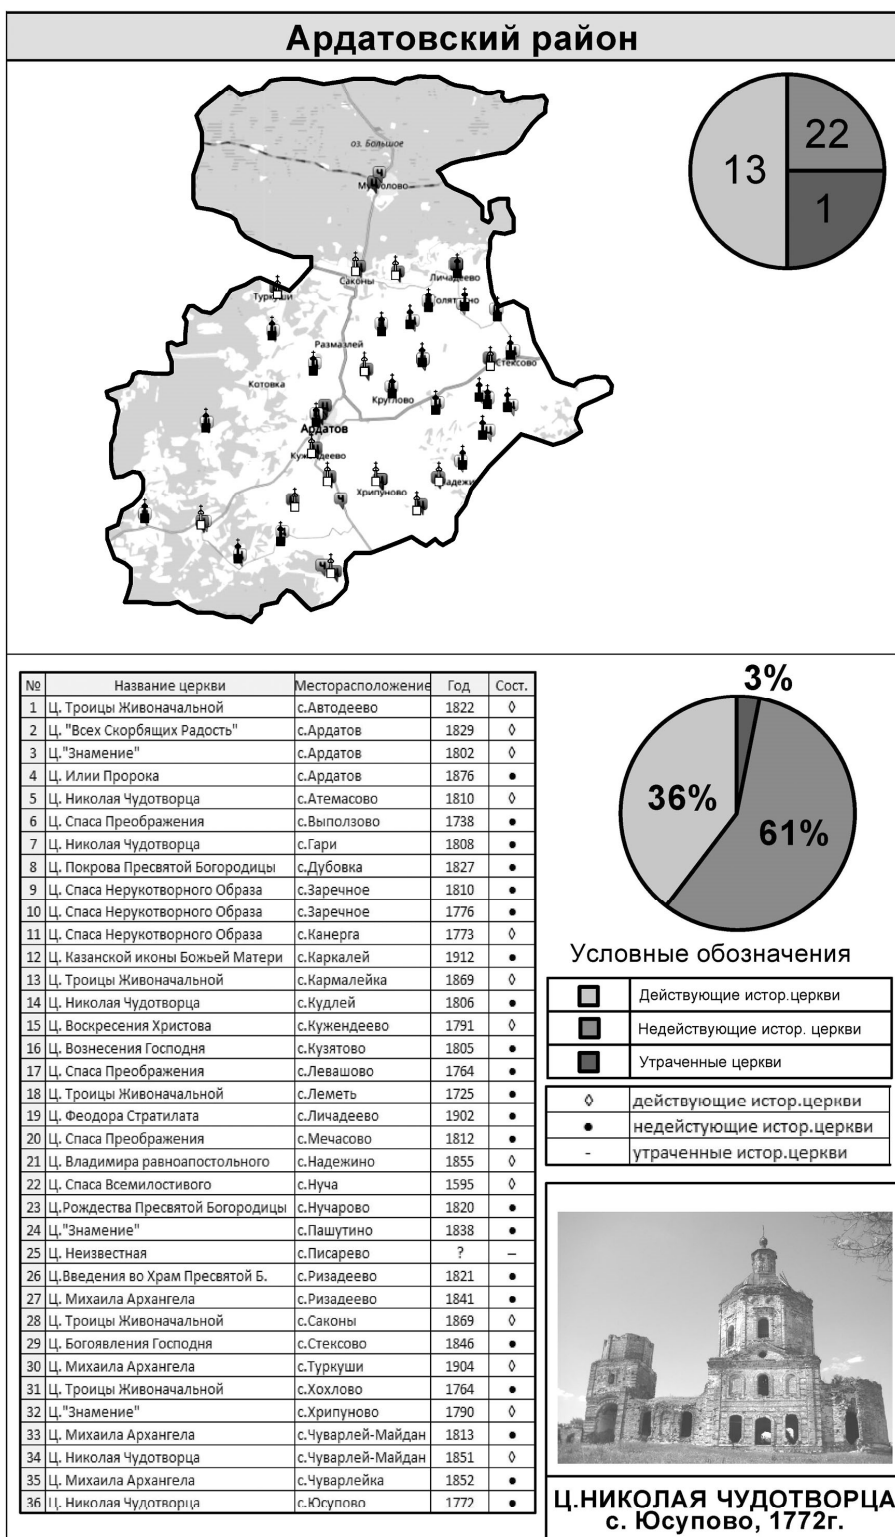 Ардатовский район
13
22
1
оз. Большое
Саконы
Личадеево
Туркуши
Размазлей
Стексово
Котовка
Круглово
Ардатов
Хрипуново
№ Название церкви Месторасположение Год Сост.
1 Ц. Троицы Живоначальной с.Автодеево 1822 ◊
2 Ц. "Всех Скорбящих Радость" с.Ардатов 1829 ◊
3 Ц."Знамение" с.Ардатов 1802 ◊
4 Ц. Илии Пророка с.Ардатов 1876 •
5 Ц. Николая Чудотворца с.Атемасово 1810 ◊
6 Ц. Спаса Преображения с.Выползово 1738 •
7 Ц. Николая Чудотворца с.Гари 1808 •
8 Ц. Покрова Пресвятой Богородицы с.Дубовка 1827 •
9 Ц. Спаса Нерукотворного Образа с.Заречное 1810 •
10 Ц. Спаса Нерукотворного Образа с.Заречное 1776 •
11 Ц. Спаса Нерукотворного Образа с.Канерга 1773 ◊
12 Ц. Казанской иконы Божьей Матери с.Каркалей 1912 •
13 Ц. Троицы Живоначальной с.Кармалейка 1869 ◊
14 Ц. Николая Чудотворца с.Кудлей 1806 •
15 Ц. Воскресения Христова с.Кужендеево 1791 ◊
16 Ц. Вознесения Господня с.Кузятово 1805 •
17 Ц. Спаса Преображения с.Левашово 1764 •
18 Ц. Троицы Живоначальной с.Леметь 1725 •
19 Ц. Феодора Стратилата с.Личадеево 1902 •
20 Ц. Спаса Преображения с.Мечасово 1812 •
21 Ц. Владимира равноапостольного с.Надежино 1855 ◊
22 Ц. Спаса Всемилостивого с.Нуча 1595 ◊
23 Ц.Рождества Пресвятой Богородицы с.Нучарово 1820 •
24 Ц."Знамение" с.Пашутино 1838 •
25 Ц. Неизвестная с.Писарево ? –
26 Ц.Введения во Храм Пресвятой Б. с.Ризадеево 1821 •
27 Ц. Михаила Архангела с.Ризадеево 1841 •
28 Ц. Троицы Живоначальной с.Саконы 1869 ◊
29 Ц. Богоявления Господня с.Стексово 1846 •
30 Ц. Михаила Архангела с.Туркуши 1904 ◊
31 Ц. Троицы Живоначальной с.Хохлово 1764 •
32 Ц."Знамение" с.Хрипуново 1790 ◊
33 Ц. Михаила Архангела с.Чуварлей-Майдан 1813 •
34 Ц. Николая Чудотворца с.Чуварлей-Майдан 1851 ◊
35 Ц. Михаила Архангела с.Чуварлейка 1852 •
36 Ц. Николая Чудотворца с.Юсупово 1772 •
3%
36%
61%
Условные обозначения
Действующие истор.церкви
Недействующие истор. церкви
Утраченные церкви
◊ действующие истор.церкви
• недейстующие истор.церкви
- утраченные истор.церкви
Ц.НИКОЛАЯ ЧУДОТВОРЦА
с. Юсупово, 1772г.